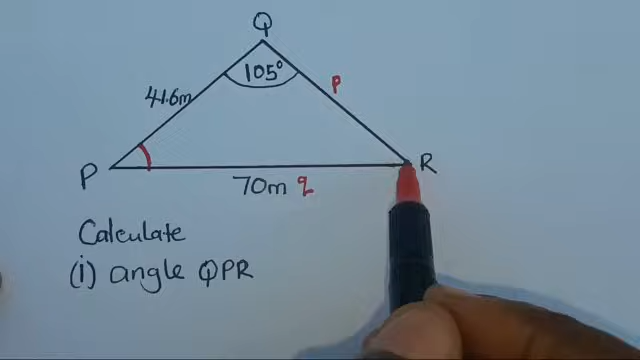 Q
105°
41.6m
p
P
R
70m q
Calculate
(i) angle QPR